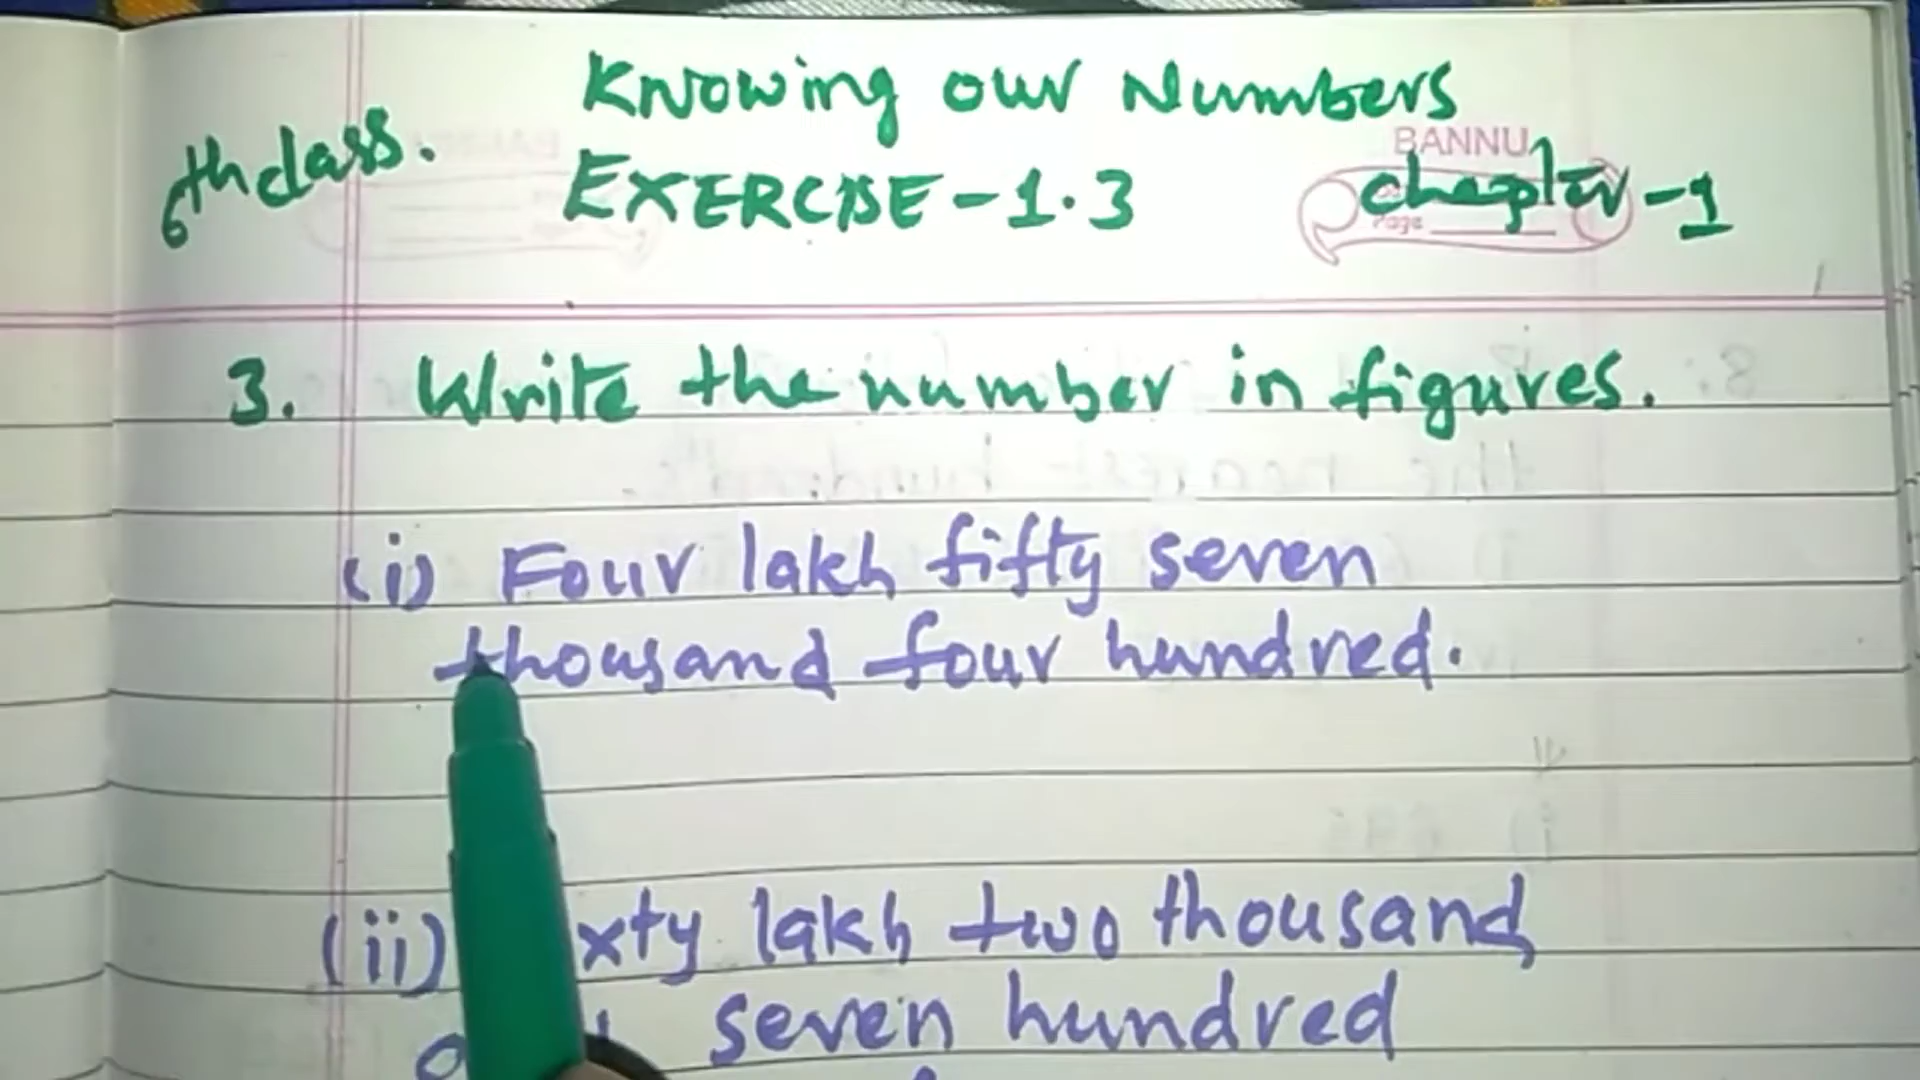 Knowing our Numbers
6th class.
EXERCISE-1.3
BANNU
chapter-1
Page
3. Write the number in figures.
(i) Four lakh fifty seven
thousand four hundred.
(ii) xty lakh two thousand
seven hundred